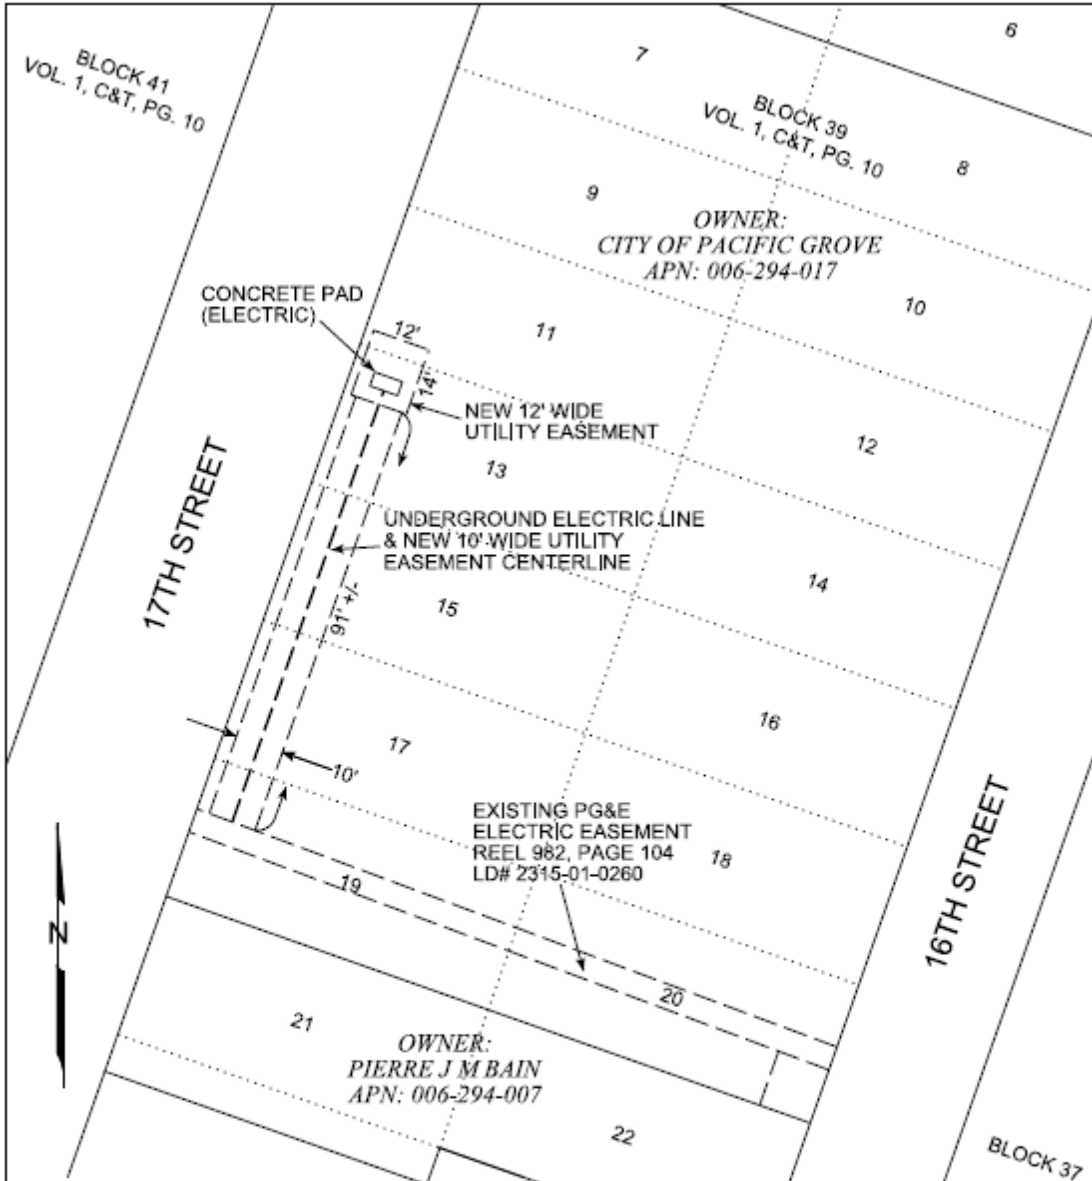 6
7
BLOCK 41
VOL. 1, C&T, PG. 10
BLOCK 39
VOL. 1, C&T, PG. 10
8
9
OWNER:
CITY OF PACIFIC GROVE
APN: 006-294-017
CONCRETE PAD
(ELECTRIC)
10
12'
11
14'
NEW 12' WIDE
UTILITY EASEMENT
12
13
17TH STREET
UNDERGROUND ELECTRIC LINE
& NEW 10' WIDE UTILITY
EASEMENT CENTERLINE
14
91' +/-
15
16
17
10'
EXISTING PG&E
ELECTRIC EASEMENT
REEL 982, PAGE 104
LD# 2315-01-0260
18
16TH STREET
19
N
20
21
OWNER:
PIERRE J M BAIN
APN: 006-294-007
22
BLOCK 37